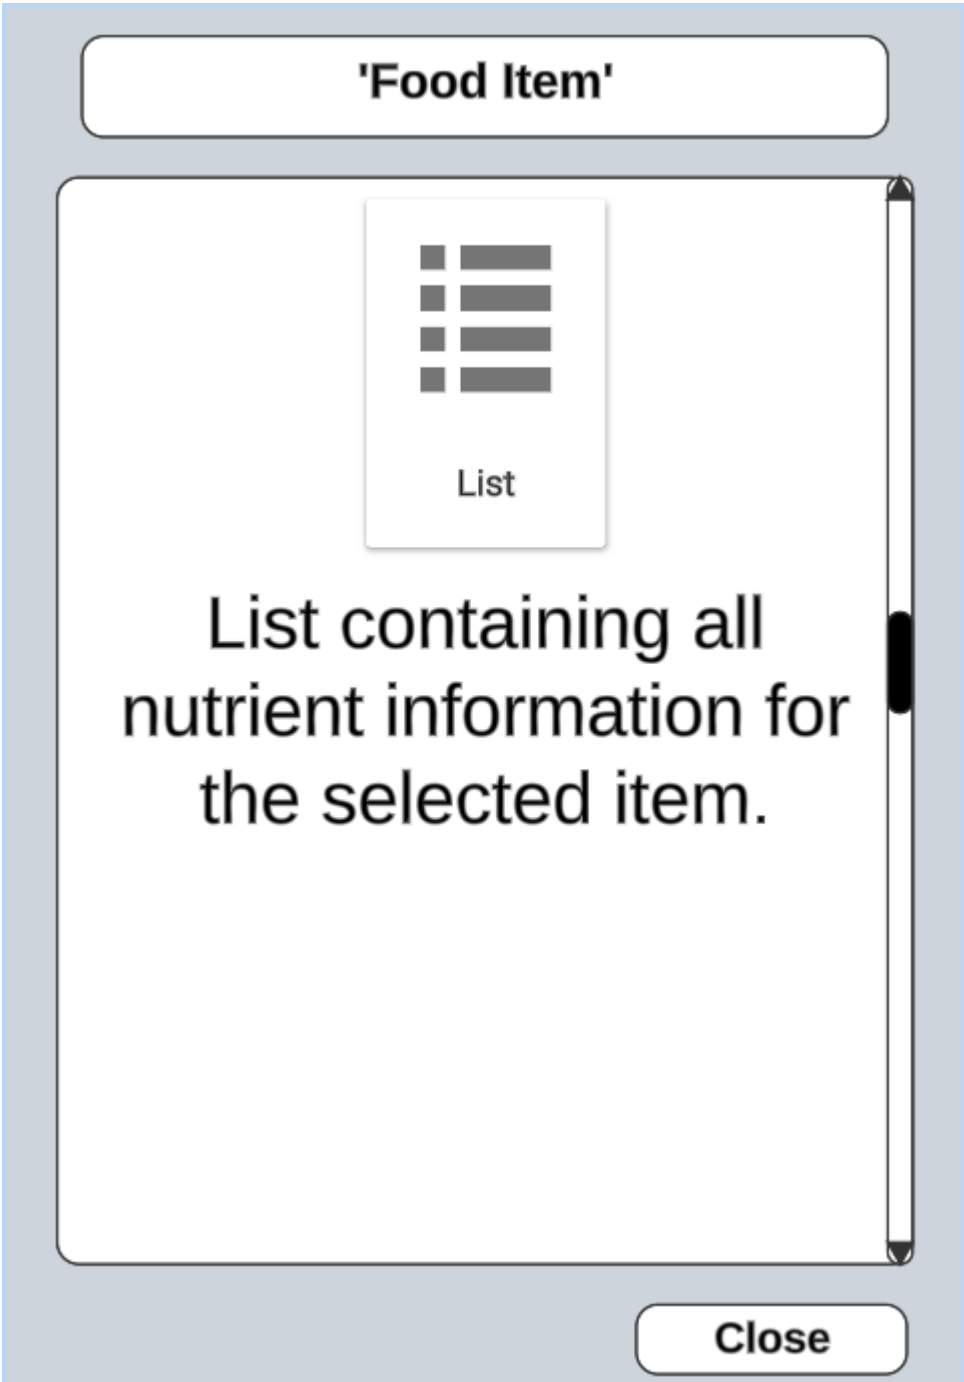 'Food Item'
List
List containing all
nutrient information for
the selected item.
Close